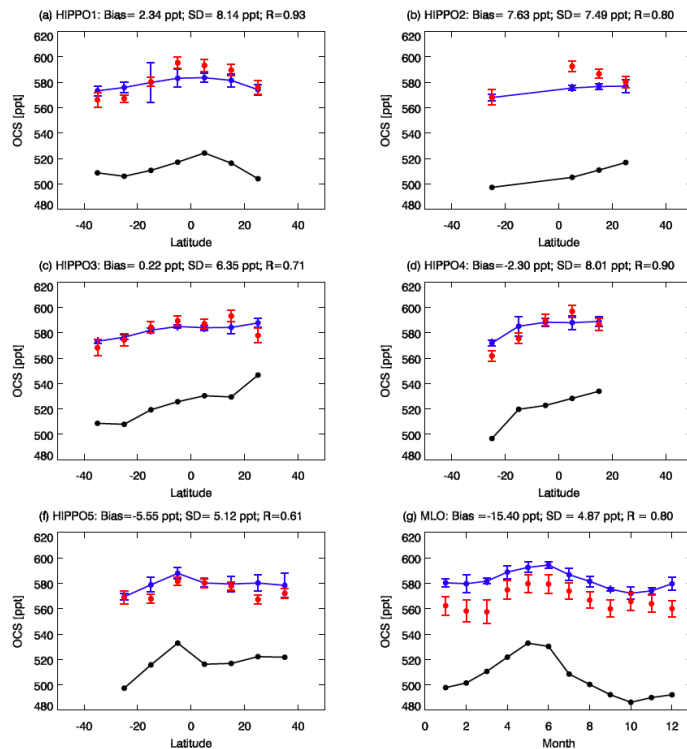 (a) HIPPO1: Bias= 2.34 ppt; SD= 8.14 ppt; R=0.93
600
580
560
540
520
500
480
OCS [ppt]
-40 -20 0 20 40
Latitude
(b) HIPPO2: Bias= 7.63 ppt; SD= 7.49 ppt; R=0.80
600
580
560
540
520
500
480
OCS [ppt]
-40 -20 0 20 40
Latitude
(c) HIPPO3: Bias= 0.22 ppt; SD= 6.35 ppt; R=0.71
600
580
560
540
520
500
480
OCS [ppt]
-40 -20 0 20 40
Latitude
(d) HIPPO4: Bias= -2.30 ppt; SD= 8.01 ppt; R=0.90
600
580
560
540
520
500
480
OCS [ppt]
-40 -20 0 20 40
Latitude
(f) HIPPO5: Bias=-5.55 ppt; SD= 5.12 ppt; R=0.61
600
580
560
540
520
500
480
OCS [ppt]
-40 -20 0 20 40
Latitude
(g) MLO: Bias =-15.40 ppt; SD = 4.87 ppt; R = 0.80
600
580
560
540
520
500
480
OCS [ppt]
0 2 4 6 8 10 12
Month